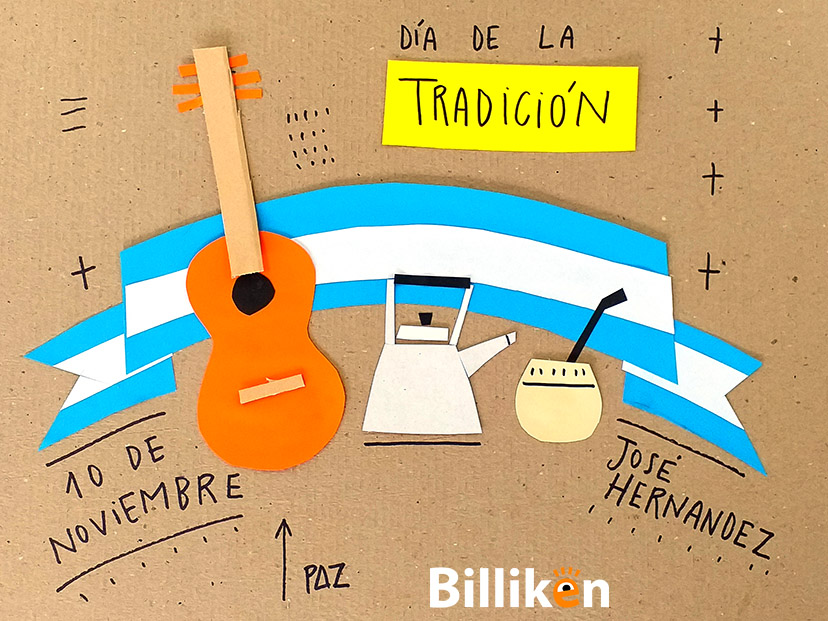 DÍA DE LA
TRADICIÓN
10 DE
NOVIEMBRE
JOSÉ
HERNANDEZ
PAZ
Billiken